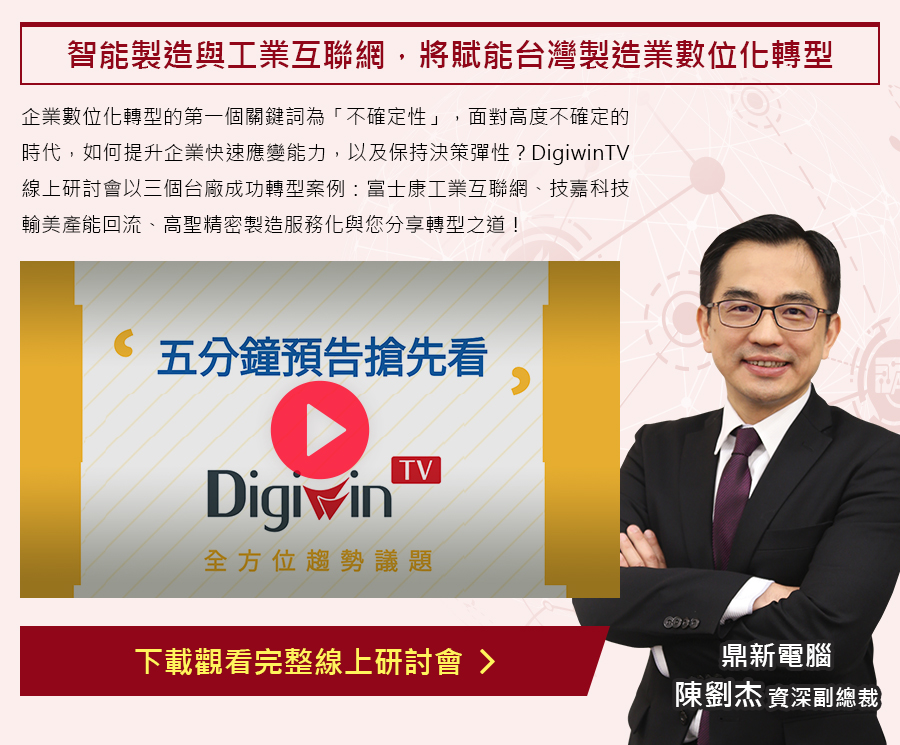 智能製造與工業互聯網，將賦能台灣製造業數位化轉型
企業數位化轉型的第一個關鍵詞為「不確定性」，面對高度不確定的
時代，如何提升企業快速應變能力，以及保持決策彈性？DigiwinTV
線上研討會以三個台廠成功轉型案例：富士康工業互聯網、技嘉科技
輸美產能回流、高聖精密製造服務化與您分享轉型之道！
五分鐘預告搶先看
Digiwin TV
全方位趨勢議題
下載觀看完整線上研討會
鼎新電腦
陳劉杰 資深副總裁